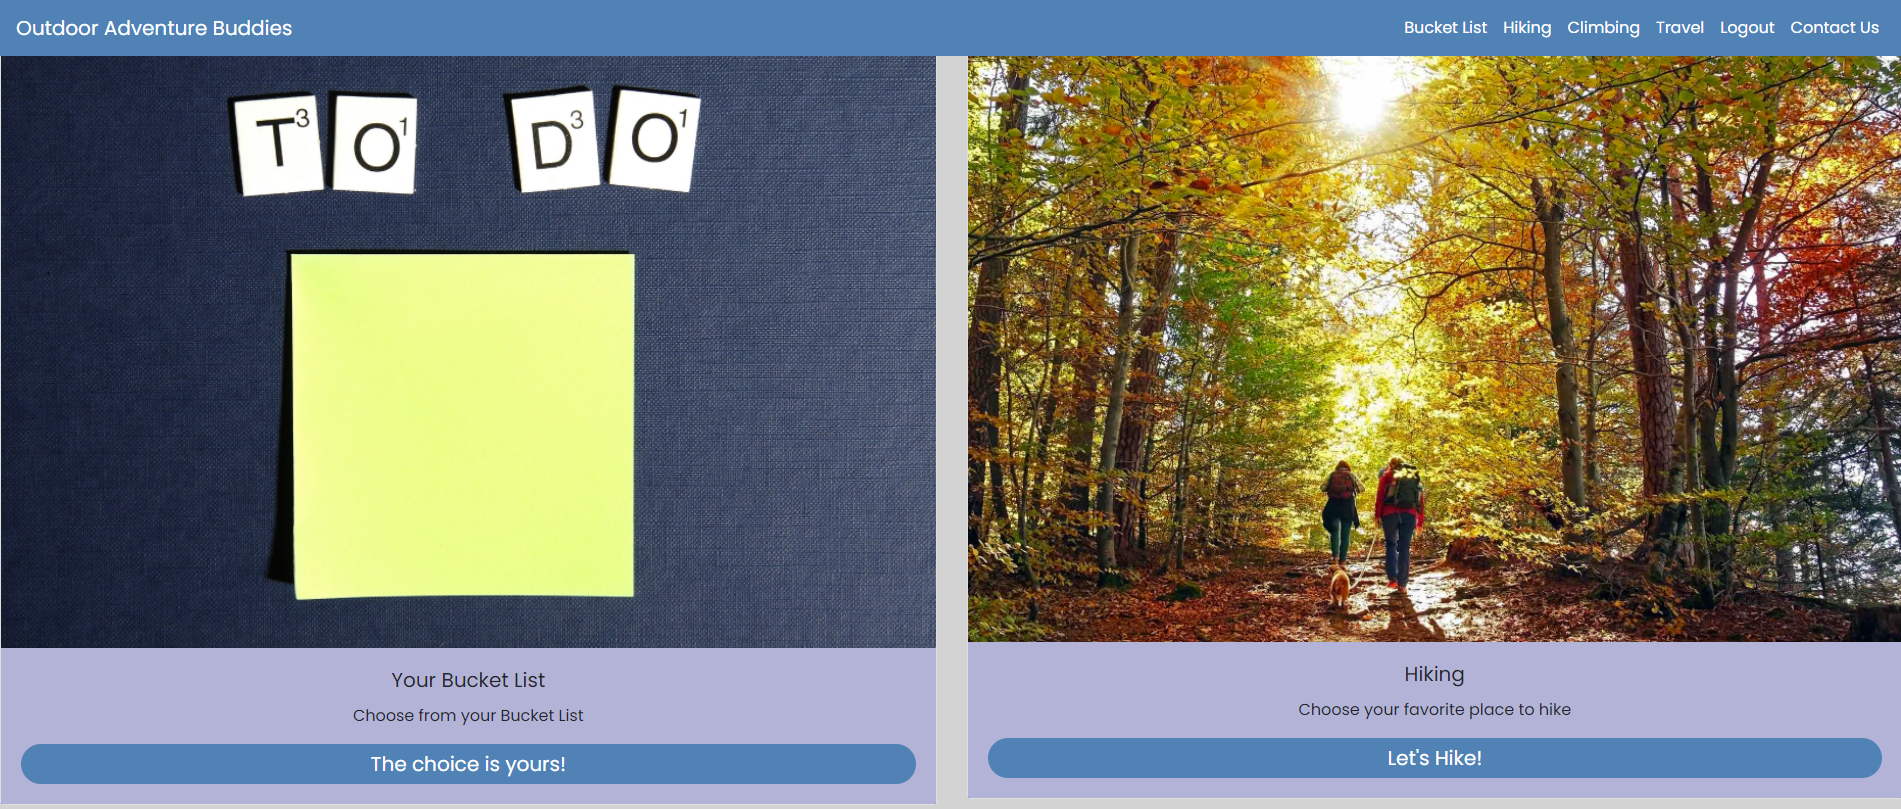 Outdoor Adventure Buddies
Bucket List Hiking Climbing Travel Logout Contact Us
T3 O1 D3 O1
Your Bucket List
Choose from your Bucket List
The choice is yours!
Hiking
Choose your favorite place to hike
Let's Hike!